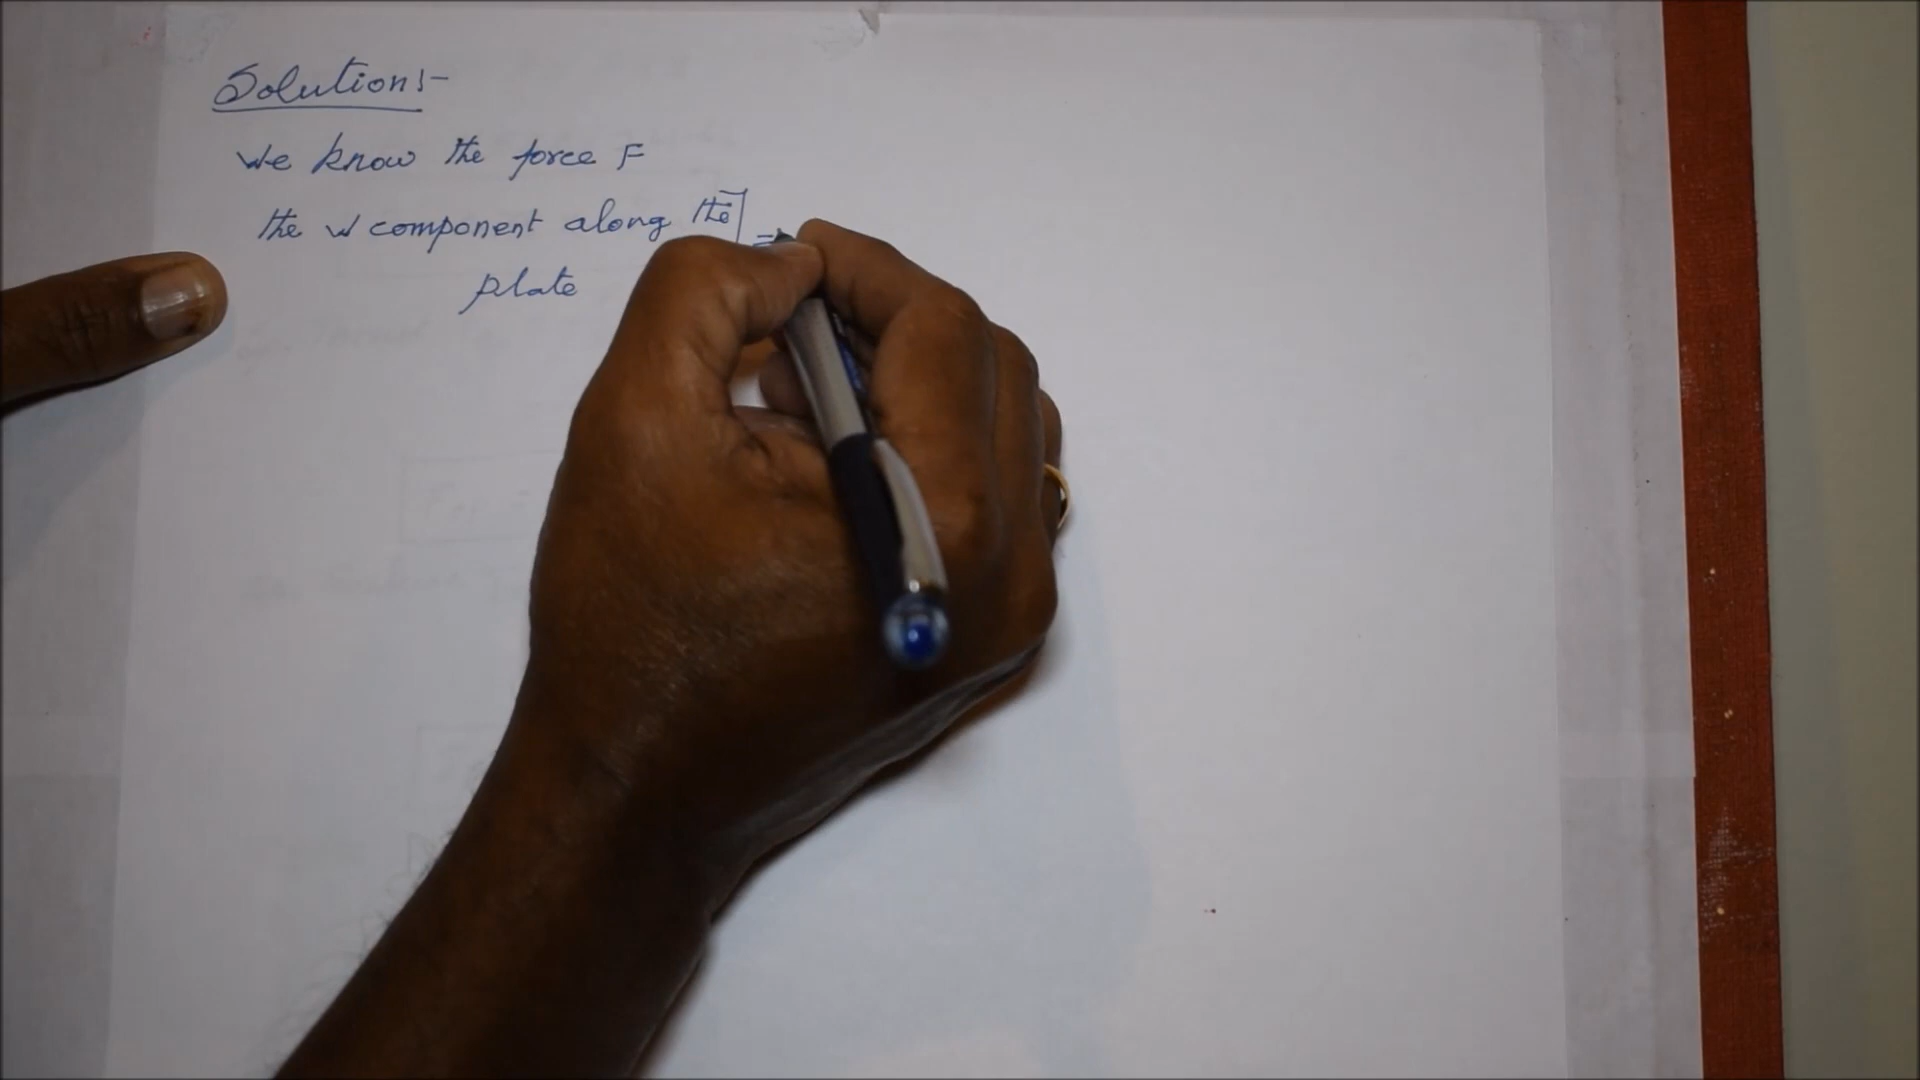 Solution:-
We know the force F
the W component along the =
plate